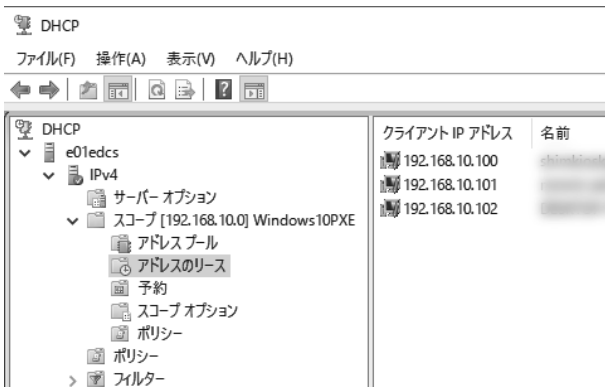 DHCP
ファイル(F) 操作(A) 表示(V) ヘルプ(H)
DHCP
e01edcs
IPv4
サーバー オプション
スコープ [192.168.10.0] Windows10PXE
アドレス プール
アドレスのリース
予約
スコープ オプション
ポリシー
ポリシー
フィルター
クライアント IP アドレス 名前
192.168.10.100
192.168.10.101
192.168.10.102